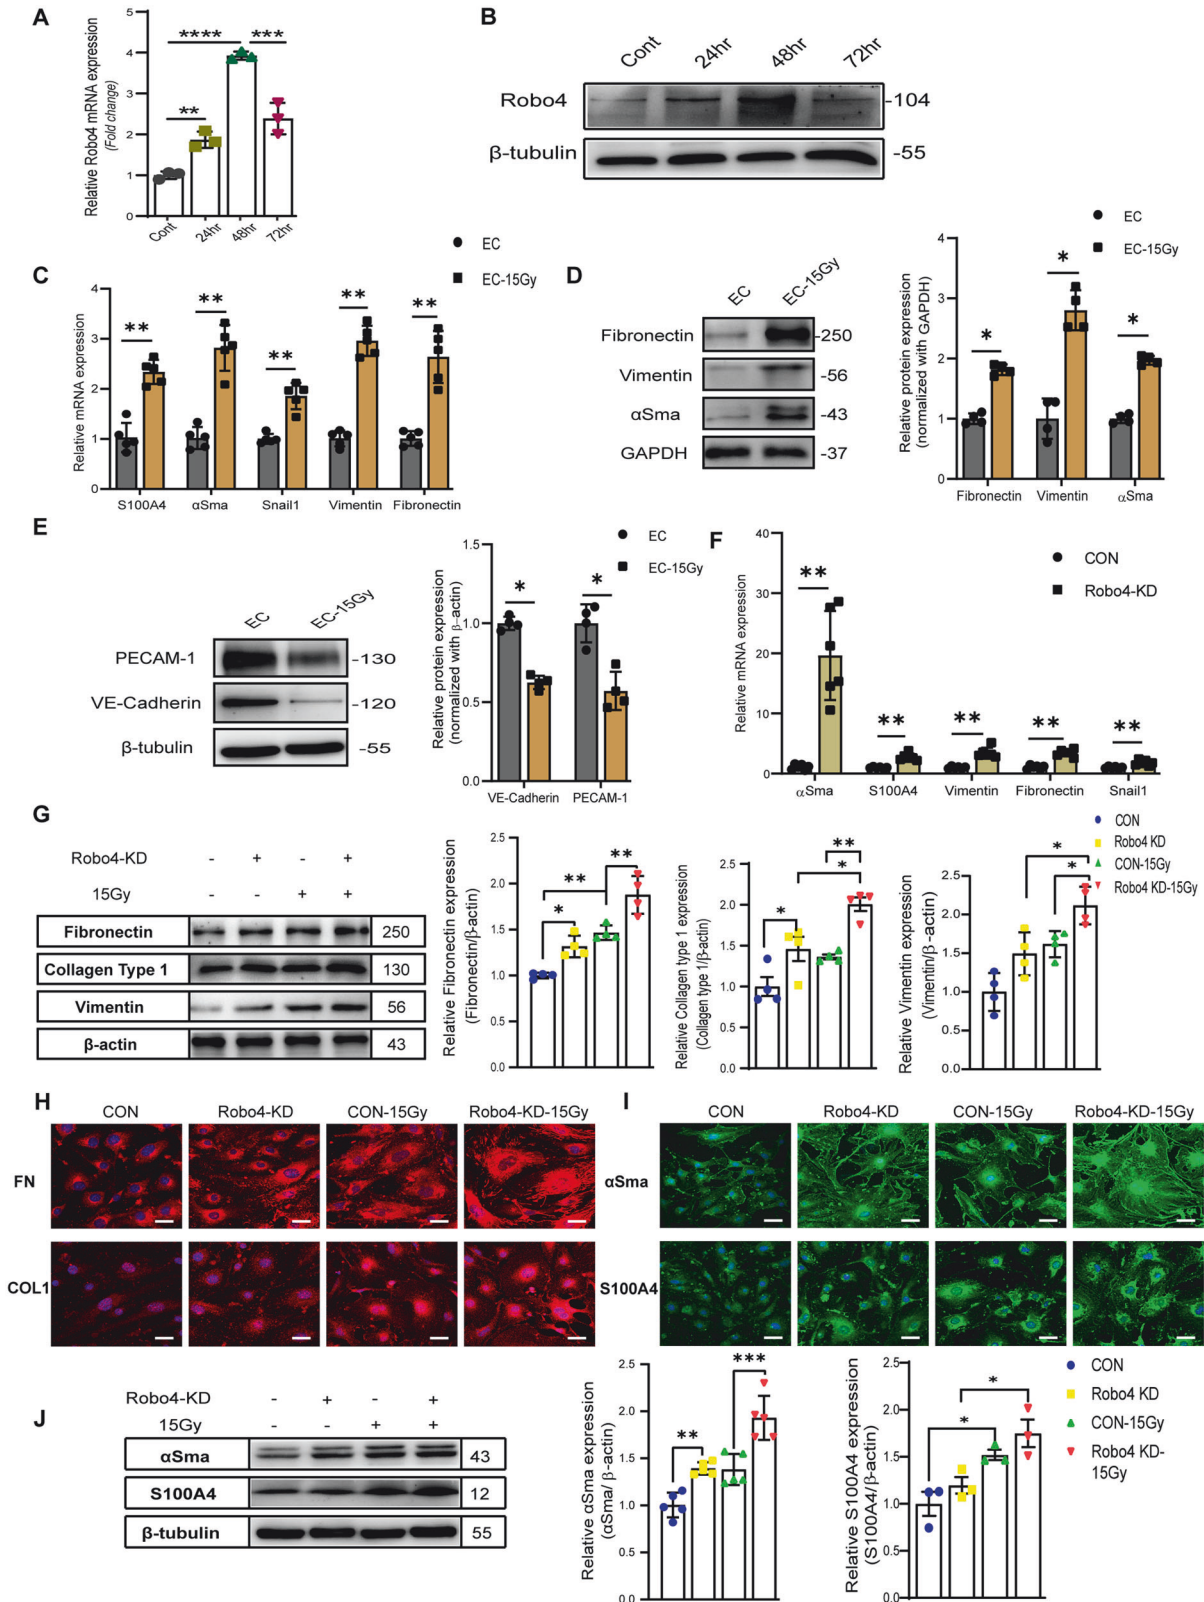 A
Relative Robo4 mRNA expression
(Fold change)
5
4
3
2
1
0
****
***
**
Cont
24hr
48hr
72hr
B
Cont
24hr
48hr
72hr
Robo4
-104
β-tubulin
-55
C
EC
EC-15Gy
Relative mRNA expression
4
3
2
1
0
**
**
**
**
**
S100A4
αSma
Snail1
Vimentin
Fibronectin
D
EC
EC-15Gy
Fibronectin
-250
Vimentin
-56
αSma
-43
GAPDH
-37
EC
EC-15Gy
Relative protein expression
(normalized with GAPDH)
4
3
2
1
0
*
*
*
Fibronectin
Vimentin
αSma
E
EC
EC-15Gy
PECAM-1
-130
VE-Cadherin
-120
β-tubulin
-55
Relative protein expression
(normalized with β-actin)
1.5
1.0
0.5
0.0
*
*
EC
EC-15Gy
VE-Cadherin
PECAM-1
F
Relative mRNA expression
40
30
20
10
0
**
**
**
**
**
CON
Robo4-KD
αSma
S100A4
Vimentin
Fibronectin
Snail1
G
Robo4-KD - + - +
15Gy - - + +
Fibronectin 250
Collagen Type 1 130
Vimentin 56
β-actin 43
Relative Fibronectin expression
(Fibronectin/β-actin)
2.5
2.0
1.5
1.0
0.5
0.0
**
**
*
Relative Collagen type 1 expression
(Collagen type 1/β-actin)
2.5
2.0
1.5
1.0
0.5
0.0
**
*
*
Relative Vimentin expression
(Vimentin/β-actin)
2.5
2.0
1.5
1.0
0.5
0.0
*
*
CON
Robo4 KD
CON-15Gy
Robo4 KD-15Gy
H
CON
Robo4-KD
CON-15Gy
Robo4-KD-15Gy
FN
COL1
I
CON
Robo4-KD
CON-15Gy
Robo4-KD-15Gy
αSma
S100A4
J
Robo4-KD - + - +
15Gy - - + +
αSma 43
S100A4 12
β-tubulin 55
Relative αSma expression
(αSma/ β-actin)
2.5
2.0
1.5
1.0
0.5
0.0
***
**
Relative S100A4 expression
(S100A4/β-actin)
2.5
2.0
1.5
1.0
0.5
0.0
*
*
CON
Robo4 KD
CON-15Gy
Robo4 KD-
15Gy